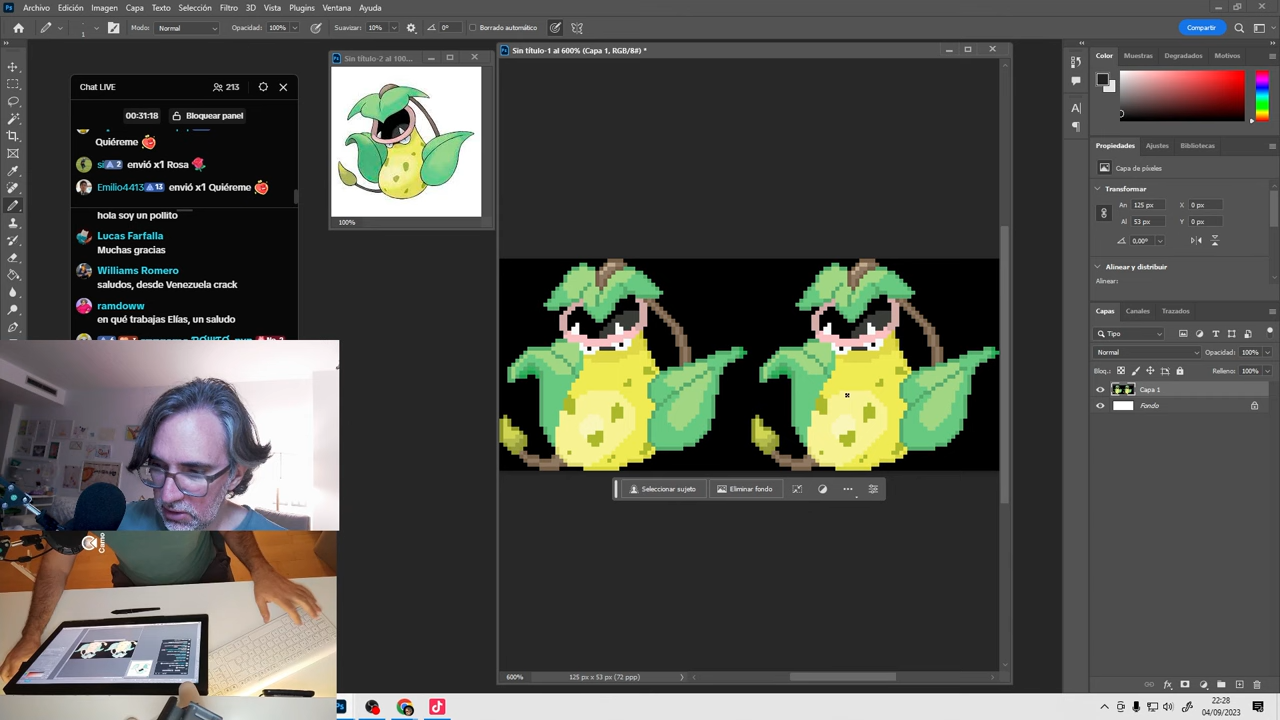 Archivo Edición Imagen Capa Texto Selección Filtro 3D Vista Plugins Ventana Ayuda
Modo: Normal Opacidad: 100% Suavizar: 10% 0° Borrado automático Compartir
Sin título-2 al 100...
100%
Sin título-1 al 600% (Capa 1, RGB/8#) *
Chat LIVE 213
00:31:18 Bloquear panel
Quiéreme
si 2 envió x1 Rosa
Emilio4413 13 envió x1 Quiéreme
hola soy un pollito
Lucas Farfalla
Muchas gracias
Williams Romero
saludos, desde Venezuela crack
ramdoww
en qué trabajas Elías, un saludo
Seleccionar sujeto Eliminar fondo
600% 125 px x 53 px (72 ppp)
Color Muestras Degradados Motivos
Propiedades Ajustes Bibliotecas
Capa de píxeles
Transformar
An 125 px X 0 px
Al 53 px Y 0 px
0,00°
Alinear y distribuir
Alinear:
Capas Canales Trazados
Tipo
Normal Opacidad: 100%
Bloq.: Relleno: 100%
Capa 1
Fondo
22:28
04/09/2023